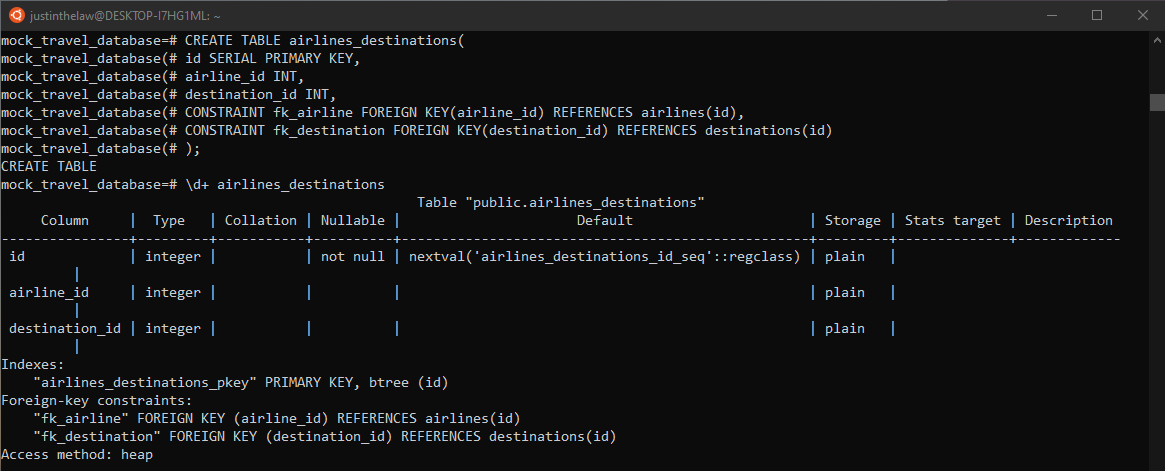 justinthelaw@DESKTOP-I7HG1ML: ~
mock_travel_database=# CREATE TABLE airlines_destinations(
mock_travel_database(# id SERIAL PRIMARY KEY,
mock_travel_database(# airline_id INT,
mock_travel_database(# destination_id INT,
mock_travel_database(# CONSTRAINT fk_airline FOREIGN KEY(airline_id) REFERENCES airlines(id),
mock_travel_database(# CONSTRAINT fk_destination FOREIGN KEY(destination_id) REFERENCES destinations(id)
mock_travel_database(# );
CREATE TABLE
mock_travel_database=# \d+ airlines_destinations
                                                    Table "public.airlines_destinations"
     Column     |  Type   | Collation | Nullable |                      Default                      | Storage | Stats target | Description
----------------+---------+-----------+----------+---------------------------------------------------+---------+--------------+-------------
 id             | integer |           | not null | nextval('airlines_destinations_id_seq'::regclass) | plain   |
         |
 airline_id     | integer |           |          |                                                   | plain   |
         |
 destination_id | integer |           |          |                                                   | plain   |
         |
Indexes:
    "airlines_destinations_pkey" PRIMARY KEY, btree (id)
Foreign-key constraints:
    "fk_airline" FOREIGN KEY (airline_id) REFERENCES airlines(id)
    "fk_destination" FOREIGN KEY (destination_id) REFERENCES destinations(id)
Access method: heap